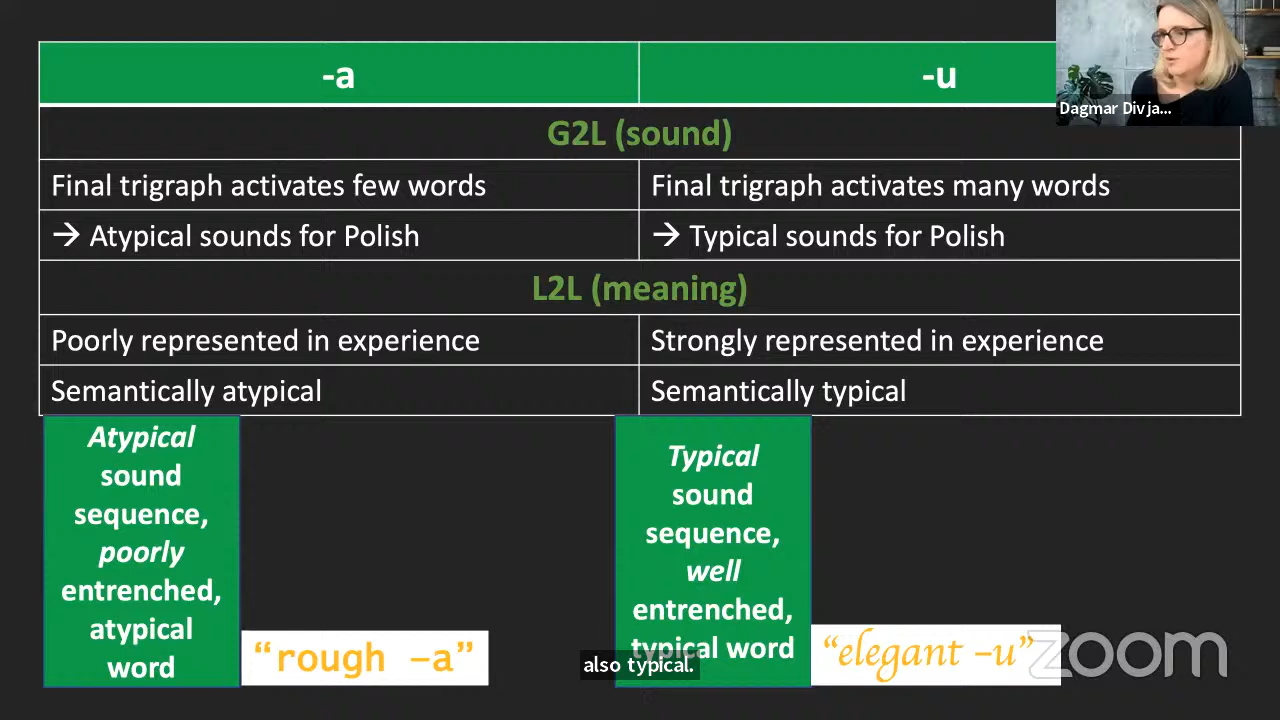 -a
-u
Dagmar Divja...
G2L (sound)
Final trigraph activates few words
Final trigraph activates many words
→ Atypical sounds for Polish
→ Typical sounds for Polish
L2L (meaning)
Poorly represented in experience
Strongly represented in experience
Semantically atypical
Semantically typical
Atypical
sound
sequence,
poorly
entrenched,
atypical
word
“rough –a”
Typical
sound
sequence,
well
entrenched,
typical word
“elegant –u”
also typical.
zoom